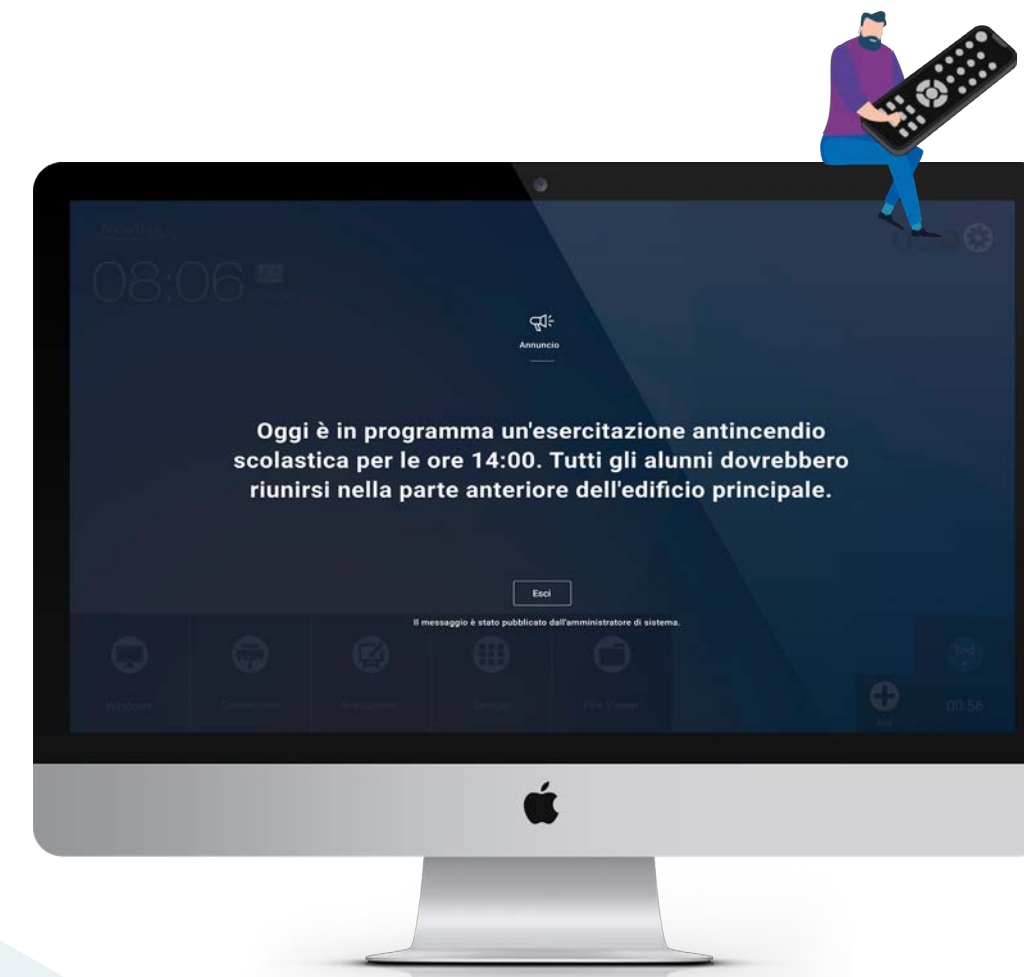 08:06
Annuncio
Oggi è in programma un'esercitazione antincendio
scolastica per le ore 14:00. Tutti gli alunni dovrebbero
riunirsi nella parte anteriore dell'edificio principale.
Esci
Il messaggio è stato pubblicato dall'amministratore di sistema.
End
Windows
File Viewer
00:56